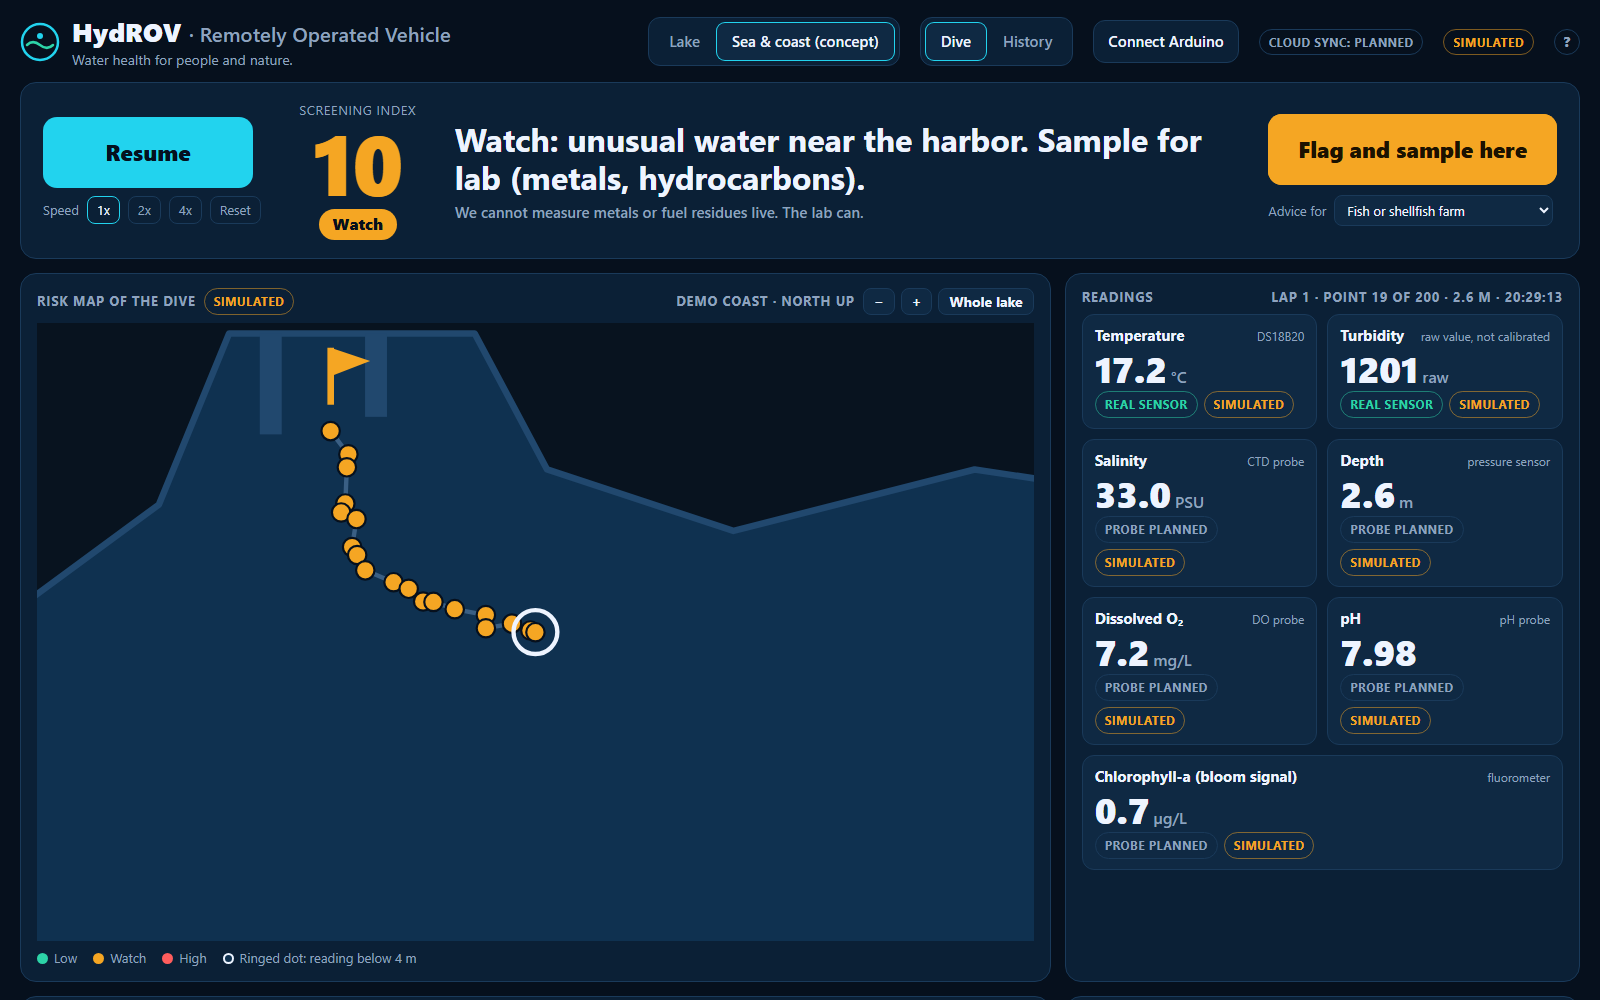 HydROV · Remotely Operated Vehicle
Water health for people and nature.
Lake
Sea & coast (concept)
Dive
History
Connect Arduino
CLOUD SYNC: PLANNED
SIMULATED
?
Resume
Speed
1x
2x
4x
Reset
SCREENING INDEX
10
Watch
Watch: unusual water near the harbor. Sample for
lab (metals, hydrocarbons).
We cannot measure metals or fuel residues live. The lab can.
Flag and sample here
Advice for
Fish or shellfish farm
RISK MAP OF THE DIVE
SIMULATED
DEMO COAST · NORTH UP
−
+
Whole lake
Low
Watch
High
Ringed dot: reading below 4 m
READINGS
LAP 1 · POINT 19 OF 200 · 2.6 M · 20:29:13
Temperature
DS18B20
17.2 °C
REAL SENSOR
SIMULATED
Turbidity
raw value, not calibrated
1201 raw
REAL SENSOR
SIMULATED
Salinity
CTD probe
33.0 PSU
PROBE PLANNED
SIMULATED
Depth
pressure sensor
2.6 m
PROBE PLANNED
SIMULATED
Dissolved O₂
DO probe
7.2 mg/L
PROBE PLANNED
SIMULATED
pH
pH probe
7.98
PROBE PLANNED
SIMULATED
Chlorophyll-a (bloom signal)
fluorometer
0.7 µg/L
PROBE PLANNED
SIMULATED